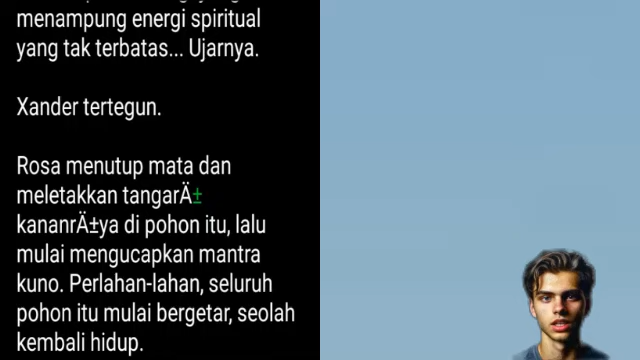 menampung energi spiritual
yang tak terbatas... Ujarnya.
Xander tertegun.
Rosa menutup mata dan
meletakkan tangarÄ±
kananrÄ±ya di pohon itu, lalu
mulai mengucapkan mantra
kuno. Perlahan-lahan, seluruh
pohon itu mulai bergetar, seolah
kembali hidup.